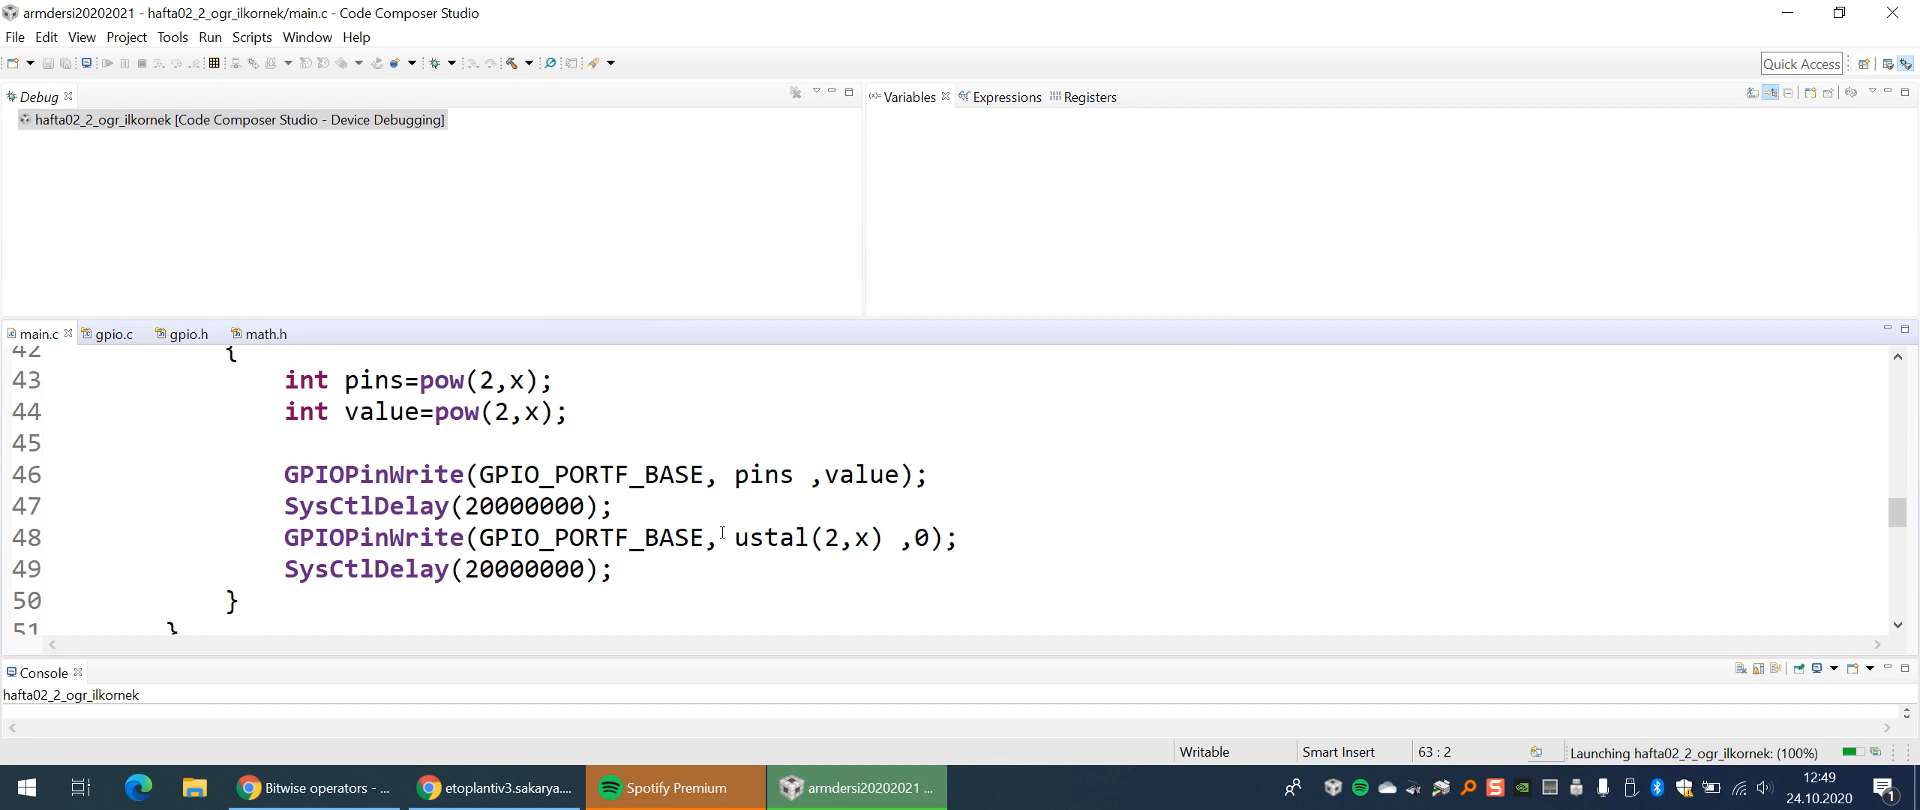 armdersi20202021 - hafta02_2_ogr_ilkornek/main.c - Code Composer Studio
File Edit View Project Tools Run Scripts Window Help
Quick Access
Debug
hafta02_2_ogr_ilkornek [Code Composer Studio - Device Debugging]
(x)= Variables Expressions Registers
main.c gpio.c gpio.h math.h
42 {
43 int pins=pow(2,x);
44 int value=pow(2,x);
45
46 GPIOPinWrite(GPIO_PORTF_BASE, pins ,value);
47 SysCtlDelay(20000000);
48 GPIOPinWrite(GPIO_PORTF_BASE, ustal(2,x) ,0);
49 SysCtlDelay(20000000);
50 }
51 }
Console
hafta02_2_ogr_ilkornek
Writable Smart Insert 63 : 2 Launching hafta02_2_ogr_ilkornek: (100%)
Bitwise operators - ... etoplantiv3.sakarya.... Spotify Premium armdersi20202021 ...
12:49
24.10.2020
1